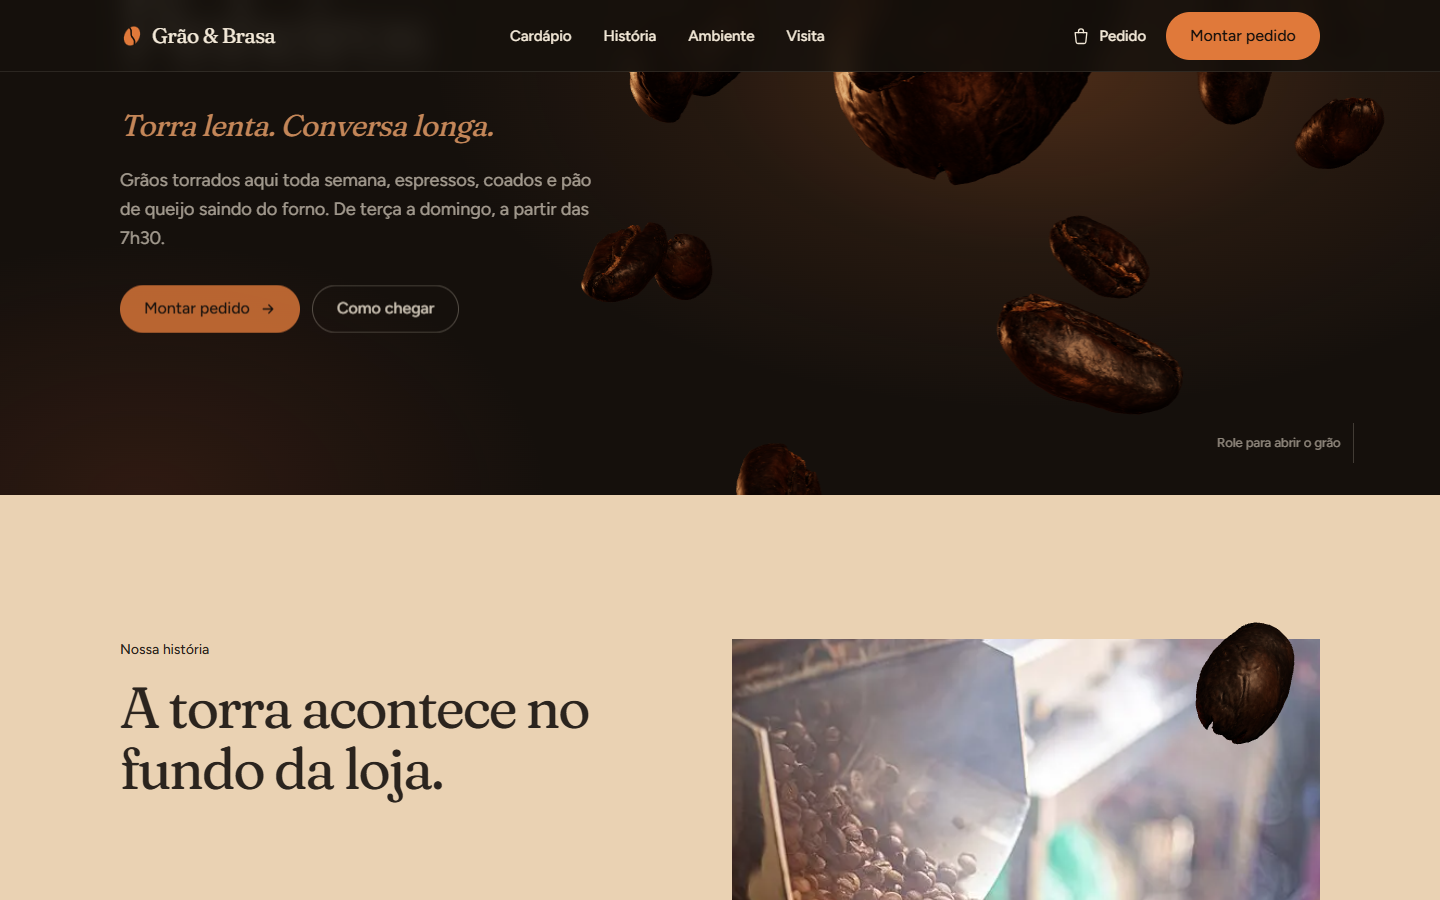 Grão & Brasa
Cardápio
História
Ambiente
Visita
Pedido
Montar pedido
Torra lenta. Conversa longa.
Grãos torrados aqui toda semana, espressos, coados e pão
de queijo saindo do forno. De terça a domingo, a partir das
7h30.
Montar pedido →
Como chegar
Role para abrir o grão
Nossa história
A torra acontece no
fundo da loja.